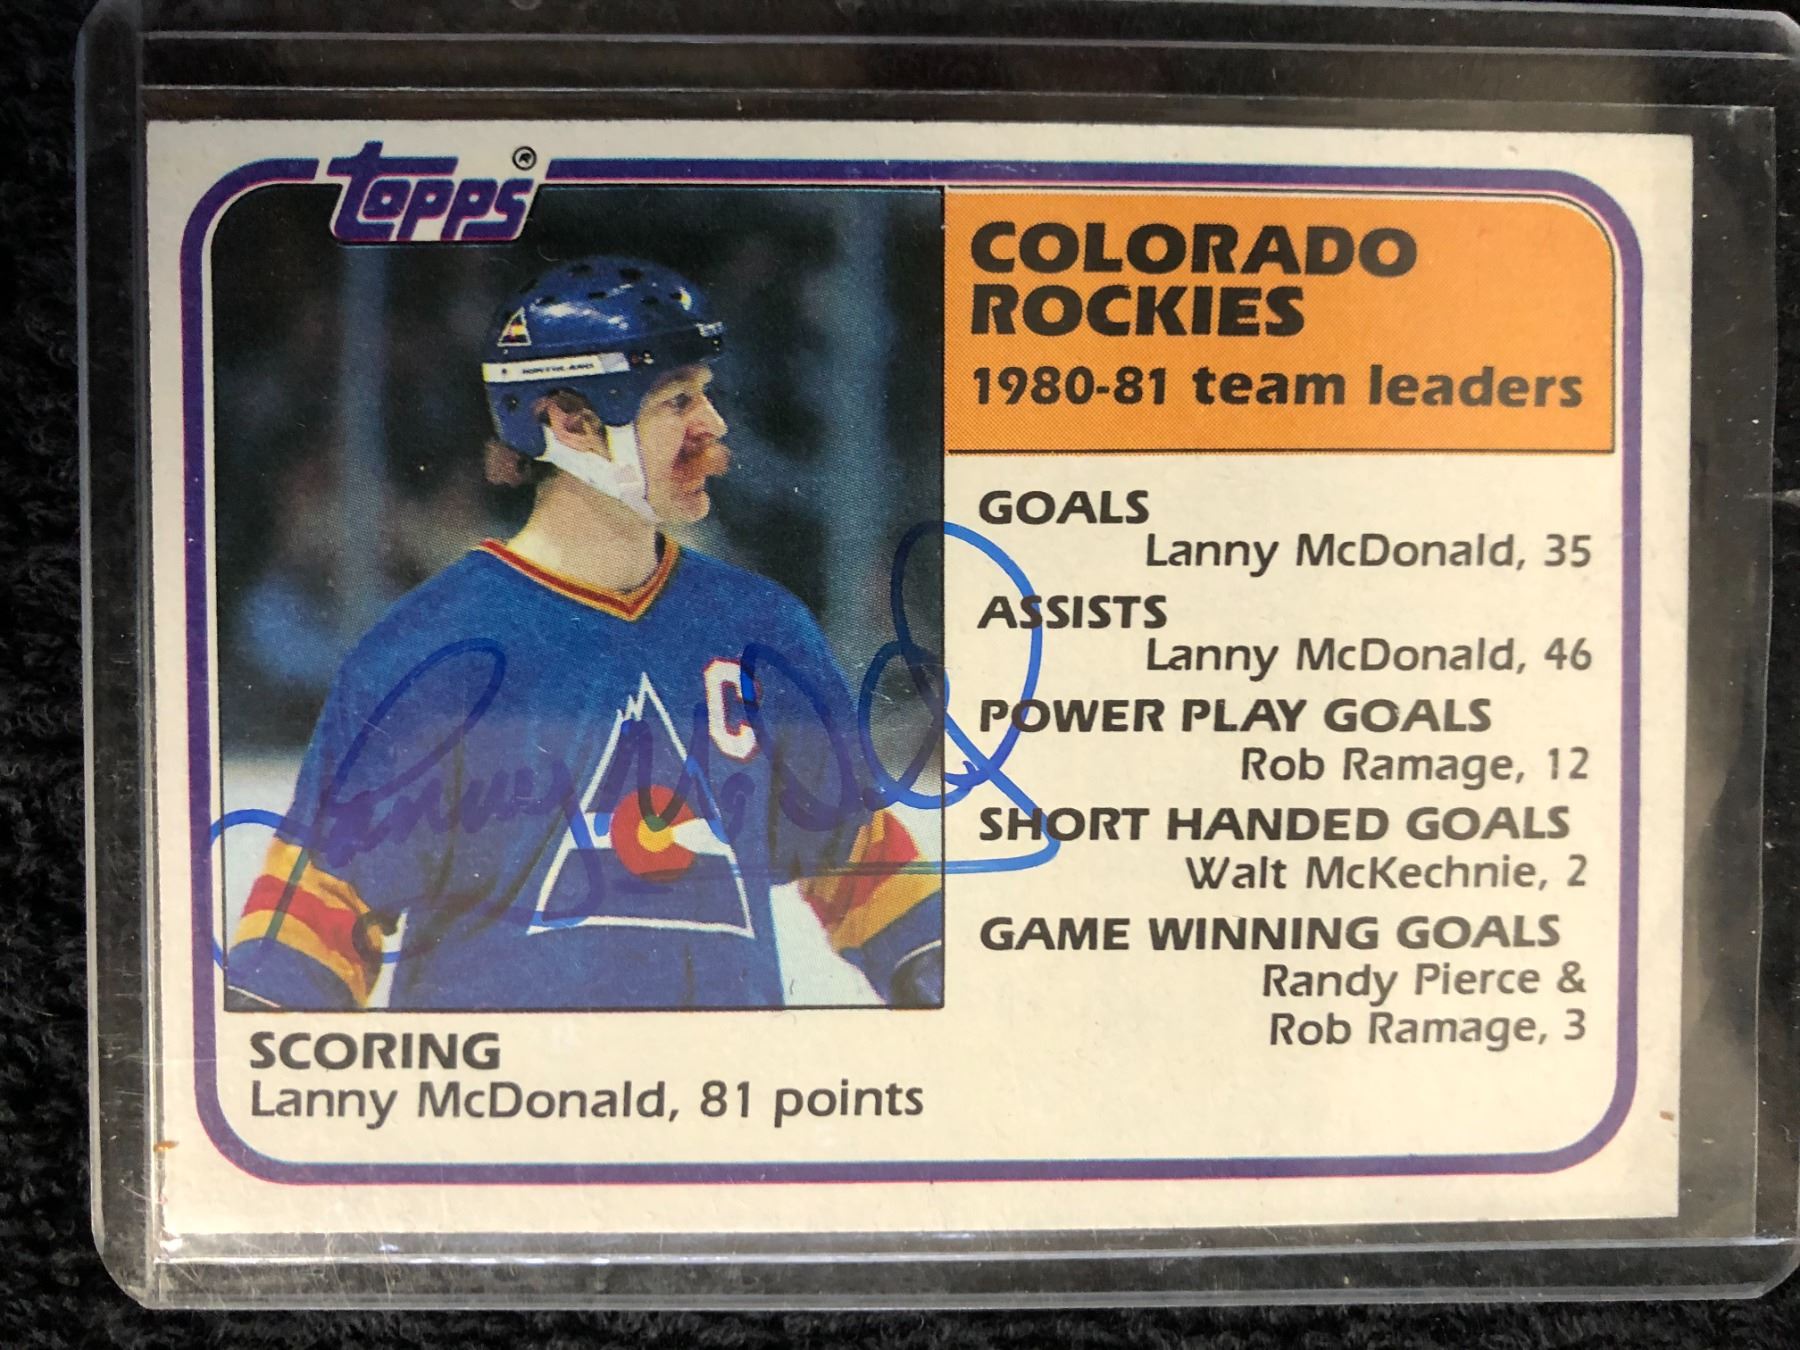 topps®
COLORADO
ROCKIES
1980-81 team leaders
GOALS
Lanny McDonald, 35
ASSISTS
Lanny McDonald, 46
POWER PLAY GOALS
Rob Ramage, 12
SHORT HANDED GOALS
Walt McKechnie, 2
GAME WINNING GOALS
Randy Pierce &
Rob Ramage, 3
C
Lanny McDonald
SCORING
Lanny McDonald, 81 points